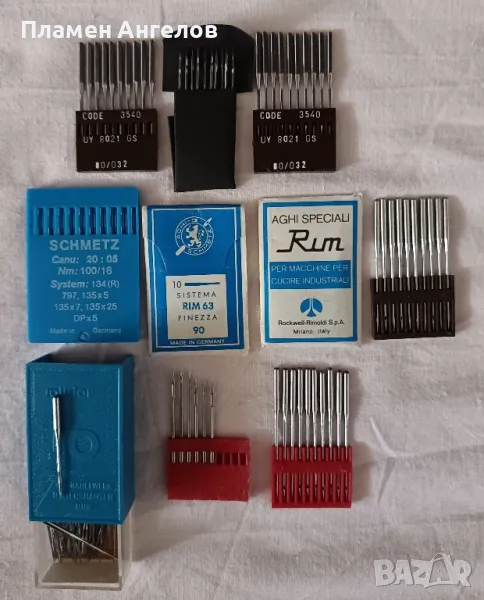 Пламен Ангелов
CODE 3540
UY 8021 GS
80/032
CODE 3540
UY 8021 GS
80/032
SCHMETZ
Canu: 20:05
Nm: 100/16
System: 134(R)
797, 135x5
135x7, 135x25
DPx5
Made in Germany
10
SISTEMA
RIM 63
FINEZZA
90
MADE IN GERMANY
AGHI SPECIALI
Rim
PER MACCHINE PER
CUCIRE INDUSTRIALI
Rockwell-Rimoldi S.p.A.
Milano, Italy
BAZAR